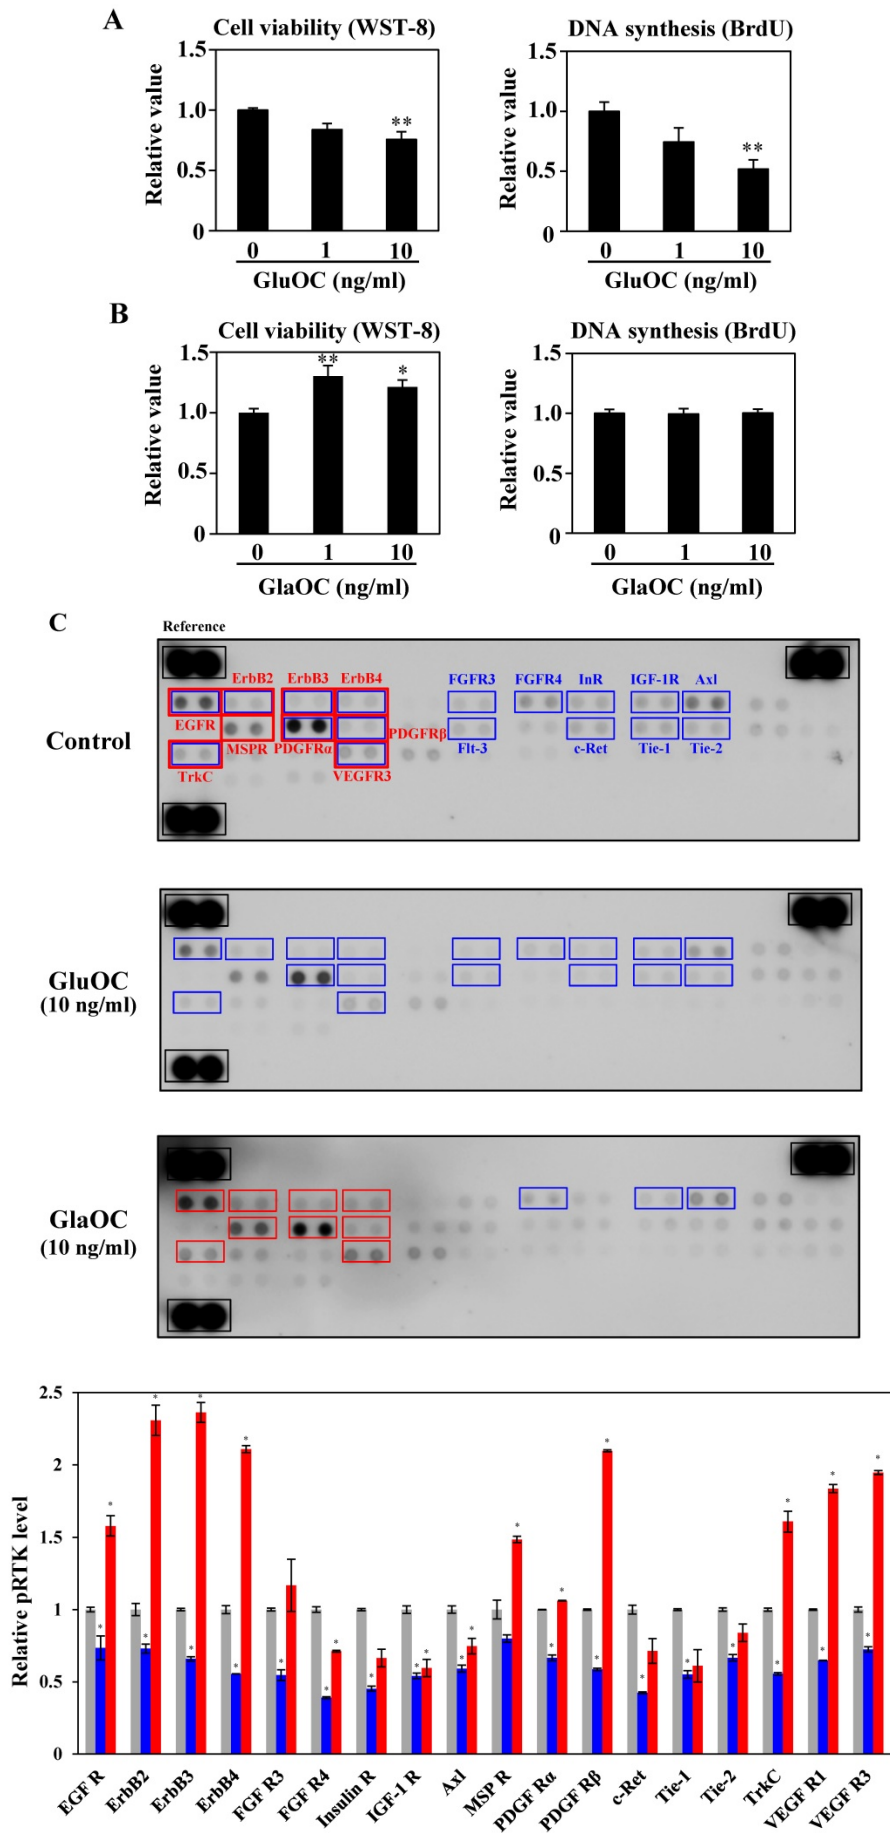 A
Cell viability (WST-8)
DNA synthesis (BrdU)
Relative value
1.5
1.0
0.5
0
**
0 1 10
GluOC (ng/ml)
Relative value
1.5
1.0
0.5
0
**
0 1 10
GluOC (ng/ml)
B
Cell viability (WST-8)
DNA synthesis (BrdU)
Relative value
1.5
1.0
0.5
0
** *
0 1 10
GlaOC (ng/ml)
Relative value
1.5
1.0
0.5
0
0 1 10
GlaOC (ng/ml)
C
Reference
ErbB2 ErbB3 ErbB4 FGFR3 FGFR4 InR IGF-1R Axl
EGFR
Control
MSPR PDGFRα PDGFRβ Flt-3 c-Ret Tie-1 Tie-2
TrkC VEGFR3
GluOC
(10 ng/ml)
GlaOC
(10 ng/ml)
Relative pRTK level
2.5
2
1.5
1
0.5
0
* * * * * * * * * * * * * * * * * * * * * * * * * * * * * *
EGF R ErbB2 ErbB3 ErbB4 FGF R3 FGF R4 Insulin R IGF-1 R Axl MSP R PDGF Rα PDGF Rβ c-Ret Tie-1 Tie-2 TrkC VEGF R1 VEGF R3